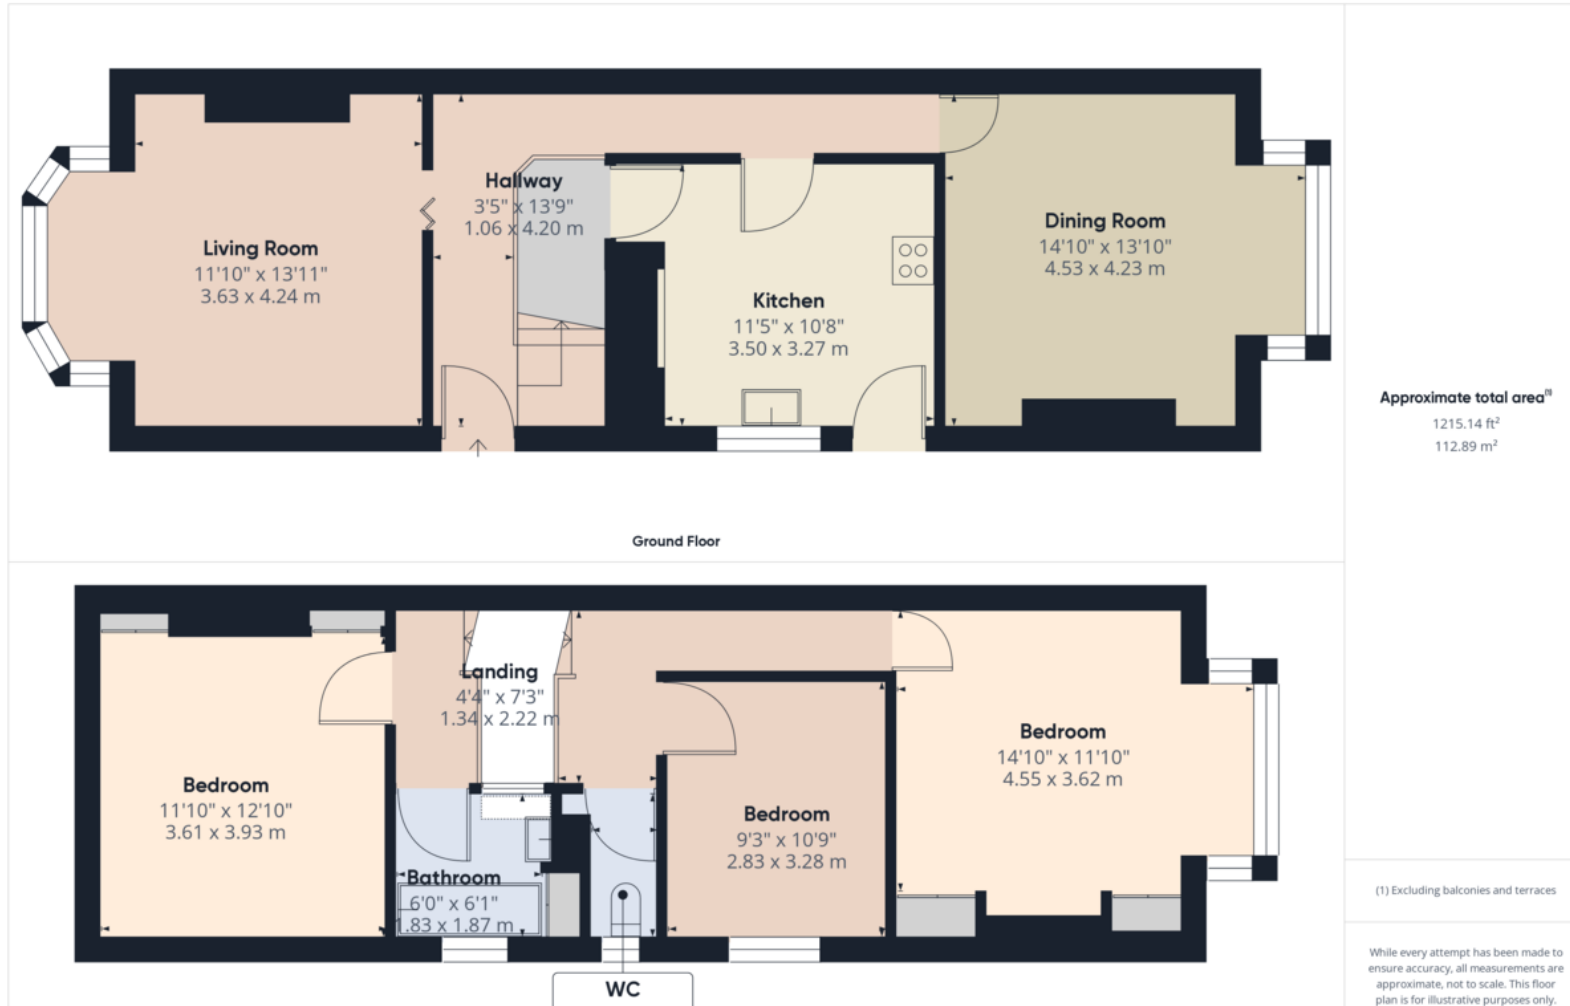 Living Room
11'10" x 13'11"
3.63 x 4.24 m
Hallway
3'5" x 13'9"
1.06 x 4.20 m
Kitchen
11'5" x 10'8"
3.50 x 3.27 m
Dining Room
14'10" x 13'10"
4.53 x 4.23 m
Ground Floor
Bedroom
11'10" x 12'10"
3.61 x 3.93 m
Landing
4'4" x 7'3"
1.34 x 2.22 m
Bathroom
6'0" x 6'1"
1.83 x 1.87 m
WC
Bedroom
9'3" x 10'9"
2.83 x 3.28 m
Bedroom
14'10" x 11'10"
4.55 x 3.62 m
Approximate total area⁽¹⁾
1215.14 ft²
112.89 m²
(1) Excluding balconies and terraces
While every attempt has been made to
ensure accuracy, all measurements are
approximate, not to scale. This floor
plan is for illustrative purposes only.